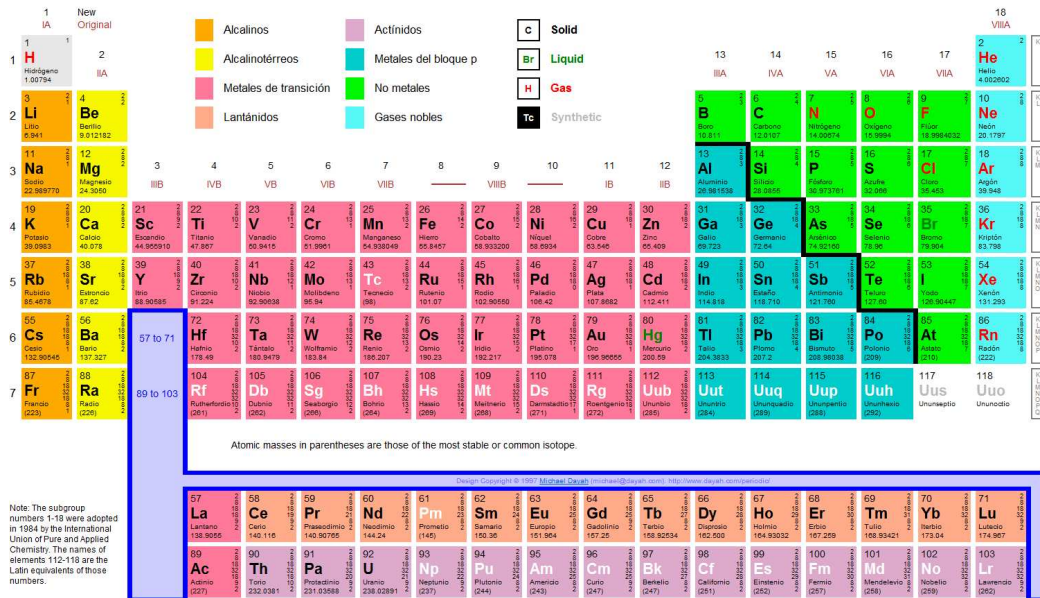 1 New 18
IA Original VIIIA
Alcalinos Actínidos C Solid
Alcalinotérreos Metales del bloque p Br Liquid
Metales de transición No metales H Gas
Lantánidos Gases nobles Tc Synthetic
2 13 14 15 16 17
IIA IIIA IVA VA VIA VIIA
1 1 2
H He
Hidrógeno Helio
1.00794 4.002602
2 3 4 5 6 7 8 9 10
Li Be B C N O F Ne
Litio Berilio Boro Carbono Nitrógeno Oxígeno Flúor Neón
6.941 9.012182 10.811 12.0107 14.00674 15.9994 18.9984032 20.1797
3 4 5 6 7 8 9 10 11 12
IIIB IVB VB VIB VIIB VIIIB IB IIB
3 11 12 13 14 15 16 17 18
Na Mg Al Si P S Cl Ar
Sodio Magnesio Aluminio Silicio Fósforo Azufre Cloro Argón
22.989770 24.3050 26.981538 28.0855 30.973761 32.066 35.453 39.948
4 19 20 21 22 23 24 25 26 27 28 29 30 31 32 33 34 35 36
K Ca Sc Ti V Cr Mn Fe Co Ni Cu Zn Ga Ge As Se Br Kr
Potasio Calcio Escandio Titanio Vanadio Cromo Manganeso Hierro Cobalto Níquel Cobre Zinc Galio Germanio Arsénico Selenio Bromo Kriptón
39.0983 40.078 44.955910 47.867 50.9415 51.9961 54.938049 55.8457 58.933200 58.6934 63.546 65.409 69.723 72.64 74.92160 78.96 79.904 83.798
5 37 38 39 40 41 42 43 44 45 46 47 48 49 50 51 52 53 54
Rb Sr Y Zr Nb Mo Tc Ru Rh Pd Ag Cd In Sn Sb Te I Xe
Rubidio Estroncio Itrio Circonio Niobio Molibdeno Tecnecio Rutenio Rodio Paladio Plata Cadmio Indio Estaño Antimonio Teluro Yodo Xenón
85.4678 87.62 88.90585 91.224 92.90638 95.94 (98) 101.07 102.90550 106.42 107.8682 112.411 114.818 118.710 121.760 127.60 126.90447 131.293
6 55 56 57 to 71 72 73 74 75 76 77 78 79 80 81 82 83 84 85 86
Cs Ba Hf Ta W Re Os Ir Pt Au Hg Tl Pb Bi Po At Rn
Cesio Bario Hafnio Tántalo Wolframio Renio Osmio Iridio Platino Oro Mercurio Talio Plomo Bismuto Polonio Astato Radón
132.90545 137.327 178.49 180.9479 183.84 186.207 190.23 192.217 195.078 196.96655 200.59 204.3833 207.2 208.98038 (209) (210) (222)
7 87 88 89 to 103 104 105 106 107 108 109 110 111 112 113 114 115 116 117 118
Fr Ra Rf Db Sg Bh Hs Mt Ds Rg Uub Uut Uuq Uup Uuh Uus Uuo
Francio Radio Rutherfordio Dubnio Seaborgio Bohrio Hassio Meitnerio Darmstadtio Roentgenio Ununbio Ununtrio Ununquadio Ununpentio Ununhexio Ununseptio Ununoctio
(223) (226) (261) (262) (266) (264) (269) (268) (271) (272) (285) (284) (289) (288) (292)
Atomic masses in parentheses are those of the most stable or common isotope.
Design Copyright © 1997 Michael Dayah (michael@dayah.com). http://www.dayah.com/periodic/
Note: The subgroup
numbers 1-18 were adopted
in 1984 by the International
Union of Pure and Applied
Chemistry. The names of
elements 112-118 are the
Latin equivalents of those
numbers.
57 58 59 60 61 62 63 64 65 66 67 68 69 70 71
La Ce Pr Nd Pm Sm Eu Gd Tb Dy Ho Er Tm Yb Lu
Lantano Cerio Praseodimio Neodimio Prometio Samario Europio Gadolinio Terbio Disprosio Holmio Erbio Tulio Iterbio Lutecio
138.9055 140.116 140.90765 144.24 (145) 150.36 151.964 157.25 158.92534 162.500 164.93032 167.259 168.93421 173.04 174.967
89 90 91 92 93 94 95 96 97 98 99 100 101 102 103
Ac Th Pa U Np Pu Am Cm Bk Cf Es Fm Md No Lr
Actinio Torio Protactinio Uranio Neptunio Plutonio Americio Curio Berkelio Californio Einstenio Fermio Mendelevio Nobelio Lawrencio
(227) 232.0381 231.03588 238.02891 (237) (244) (243) (247) (247) (251) (252) (257) (258) (259) (262)